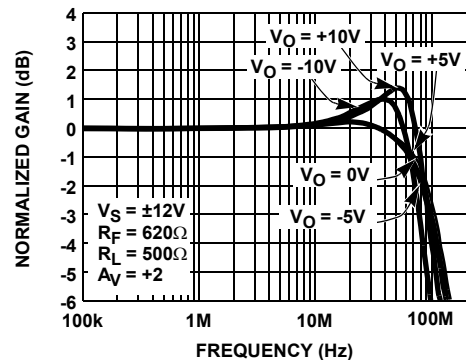 4
3
2
1
0
-1
-2
-3
-4
-5
-6
NORMALIZED GAIN (dB)
V_O = +10V
V_O = -10V
V_O = +5V
V_O = 0V
V_O = -5V
V_S = ±12V
R_F = 620Ω
R_L = 500Ω
A_V = +2
100k
1M
10M
100M
FREQUENCY (Hz)